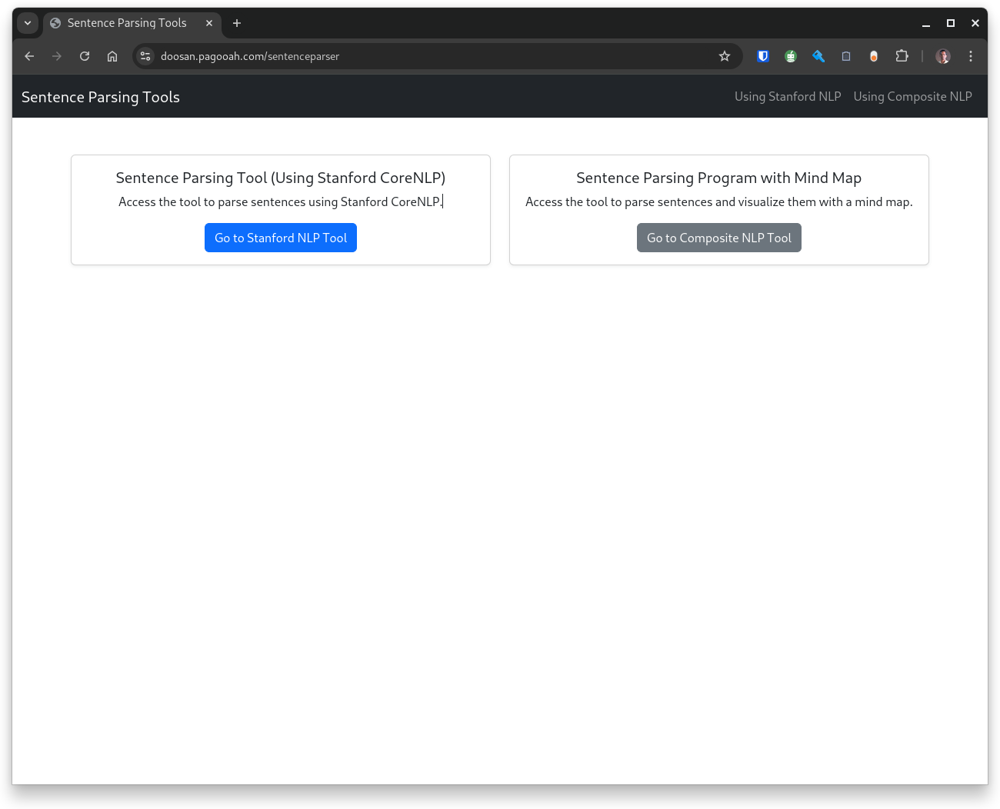 Sentence Parsing Tools
doosan.pagooah.com/sentenceparser
Sentence Parsing Tools
Using Stanford NLP
Using Composite NLP
Sentence Parsing Tool (Using Stanford CoreNLP)
Access the tool to parse sentences using Stanford CoreNLP.
Go to Stanford NLP Tool
Sentence Parsing Program with Mind Map
Access the tool to parse sentences and visualize them with a mind map.
Go to Composite NLP Tool